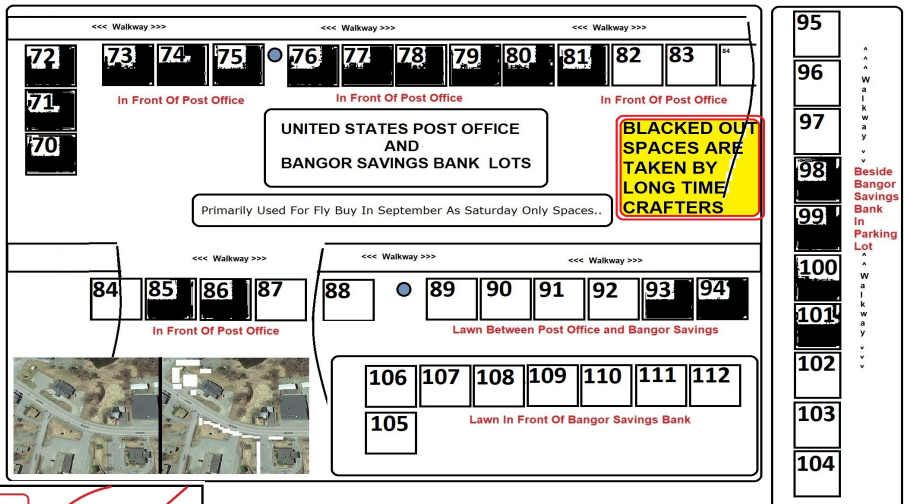 <<< Walkway >>> <<< Walkway >>> <<< Walkway >>>
72 73 74 75 76 77 78 79 80 81 82 83 84
In Front Of Post Office In Front Of Post Office In Front Of Post Office
71
70
UNITED STATES POST OFFICE
AND
BANGOR SAVINGS BANK LOTS
BLACKED OUT
SPACES ARE
TAKEN BY
LONG TIME
CRAFTERS
Primarily Used For Fly Buy In September As Saturday Only Spaces..
<<< Walkway >>> <<< Walkway >>> <<< Walkway >>>
84 85 86 87 88 89 90 91 92 93 94
In Front Of Post Office Lawn Between Post Office and Bangor Savings
106 107 108 109 110 111 112
105
Lawn In Front Of Bangor Savings Bank
95
96
97
98
99
100
101
102
103
104
^ ^ ^ Walkway v v
Beside
Bangor
Savings
Bank
In
Parking
Lot
^ ^ Walkway v v v